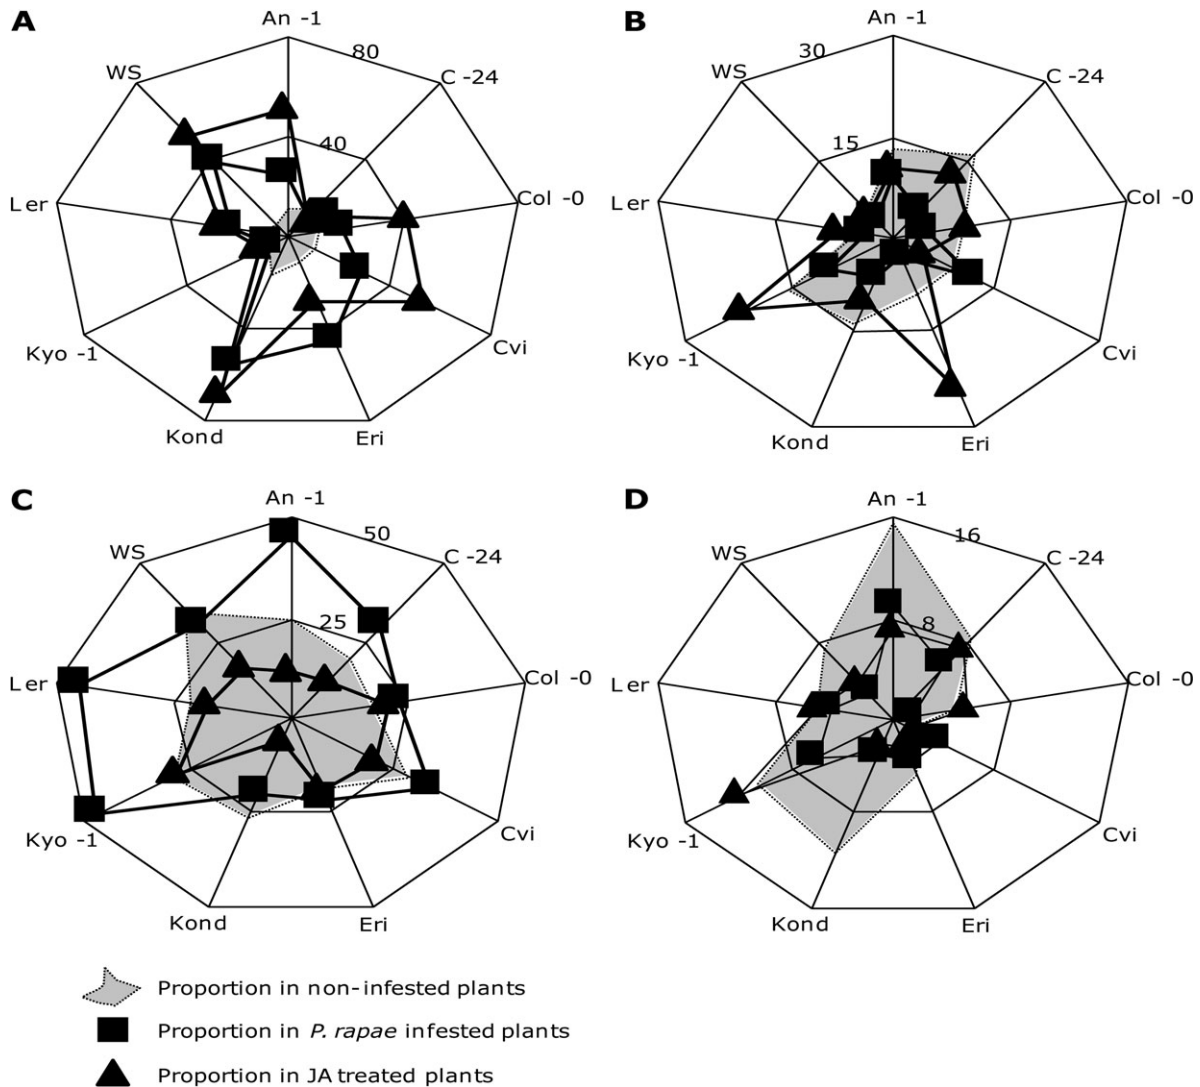 A
An -1
80
C -24
WS
40
Ler
Col -0
Kyo -1
Cvi
Kond
Eri
B
An -1
30
C -24
WS
15
Ler
Col -0
Kyo -1
Cvi
Kond
Eri
C
An -1
50
C -24
WS
25
Ler
Col -0
Kyo -1
Cvi
Kond
Eri
D
An -1
16
C -24
WS
8
Ler
Col -0
Kyo -1
Cvi
Kond
Eri
Proportion in non-infested plants
Proportion in P. rapae infested plants
Proportion in JA treated plants